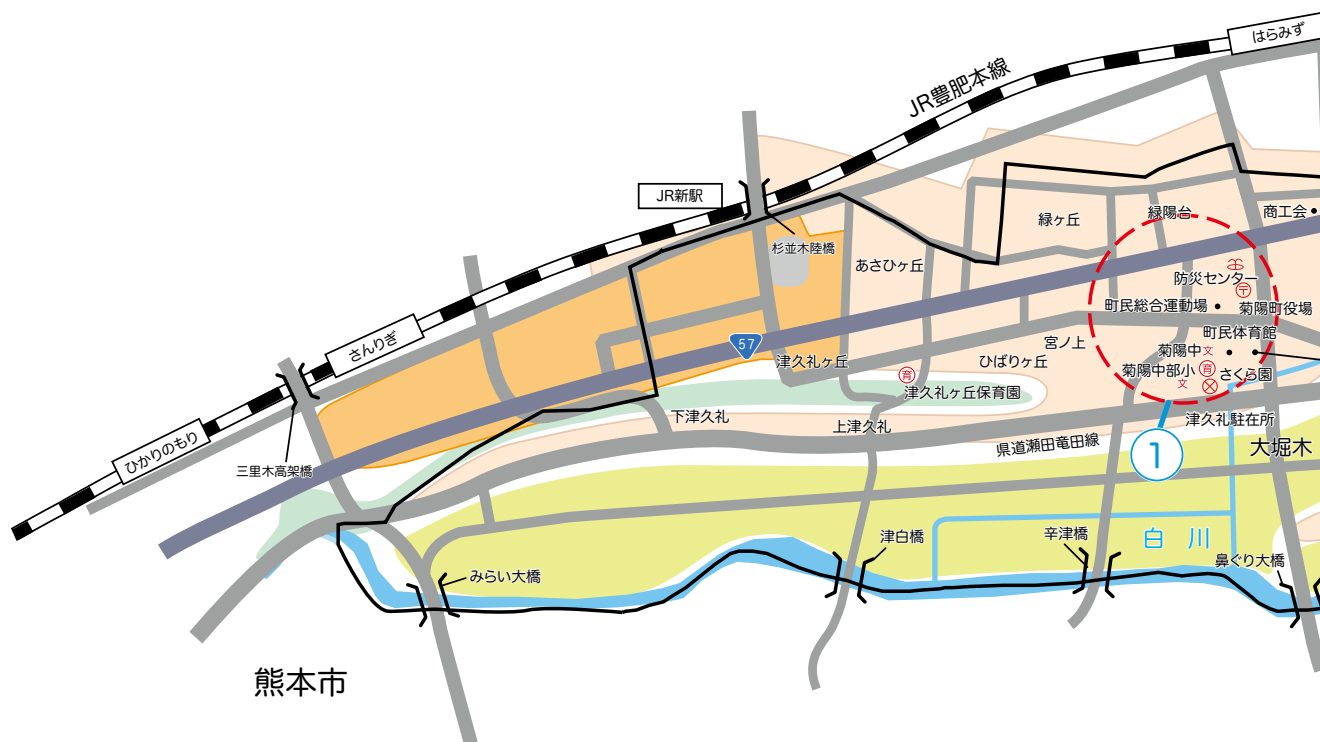 はらみず
JR豊肥本線
JR新駅
緑ヶ丘
緑陽台
商工会
杉並木陸橋
あさひヶ丘
防災センター
〒
町民総合運動場
菊陽町役場
町民体育館
さんりぎ
57
宮ノ上
菊陽中
文
津久礼ヶ丘
ひばりヶ丘
菊陽中部小
育
さくら園
文
育
津久礼ヶ丘保育園
下津久礼
上津久礼
津久礼駐在所
県道瀬田竜田線
大堀木
1
ひかりのもり
三里木高架橋
津白橋
辛津橋
白川
鼻ぐり大橋
みらい大橋
熊本市